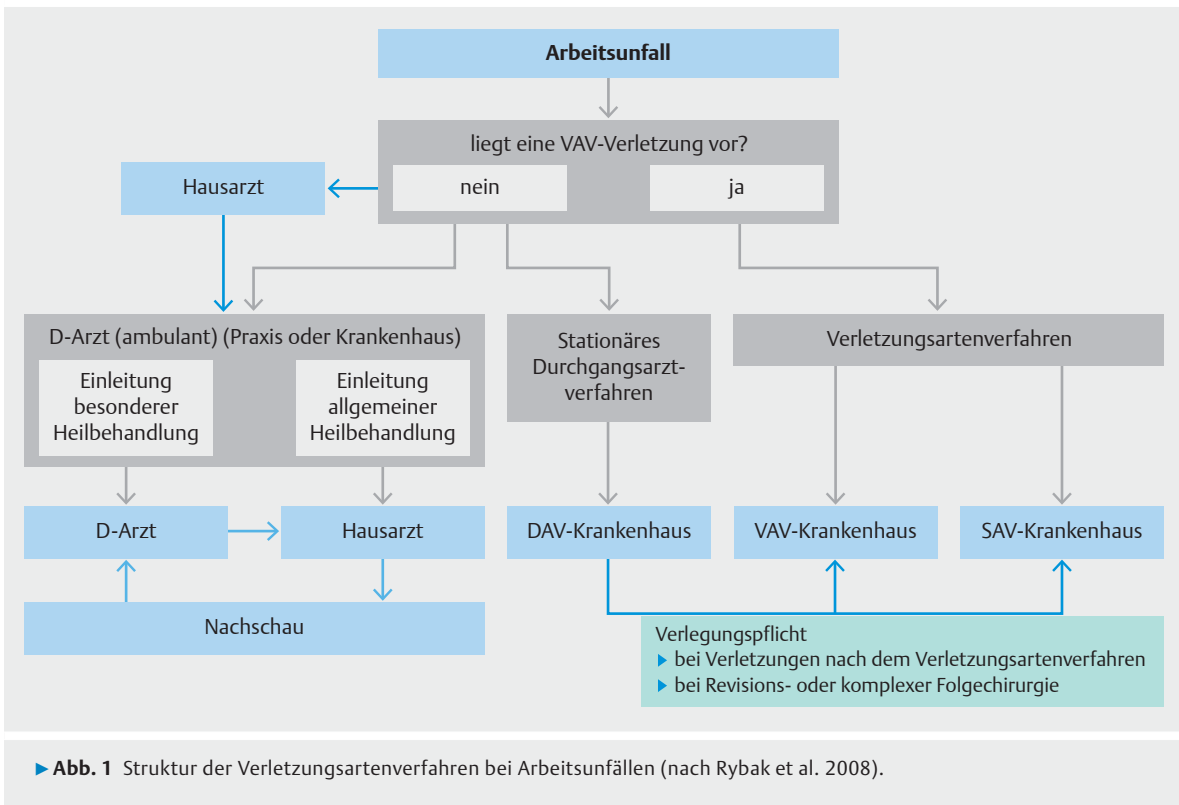 Arbeitsunfall
liegt eine VAV-Verletzung vor?
nein
ja
Hausarzt
D-Arzt (ambulant) (Praxis oder Krankenhaus)
Einleitung
besonderer
Heilbehandlung
Einleitung
allgemeiner
Heilbehandlung
Stationäres
Durchgangsarzt-
verfahren
Verletzungsartenverfahren
D-Arzt
Hausarzt
DAV-Krankenhaus
VAV-Krankenhaus
SAV-Krankenhaus
Nachschau
Verlegungspflicht
▶ bei Verletzungen nach dem Verletzungsartenverfahren
▶ bei Revisions- oder komplexer Folgechirurgie
▶ Abb. 1 Struktur der Verletzungsartenverfahren bei Arbeitsunfällen (nach Rybak et al. 2008).